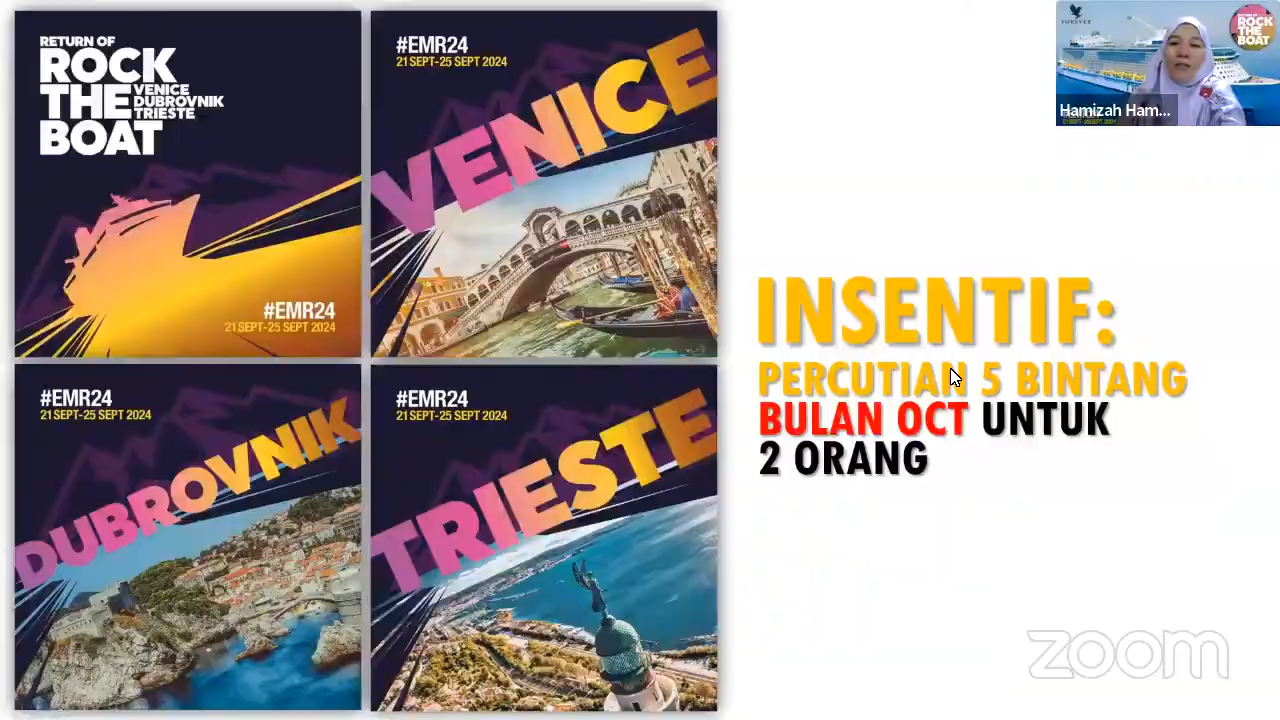 RETURN OF
ROCK
THE
BOAT
VENICE
DUBROVNIK
TRIESTE
#EMR24
21 SEPT-25 SEPT 2024
#EMR24
21 SEPT-25 SEPT 2024
VENICE
#EMR24
21 SEPT-25 SEPT 2024
DUBROVNIK
#EMR24
21 SEPT-25 SEPT 2024
TRIESTE
FOREVER
ROCK
THE
BOAT
Hamizah Ham...
INSENTIF:
PERCUTIAN 5 BINTANG
BULAN OCT UNTUK
2 ORANG
zoom